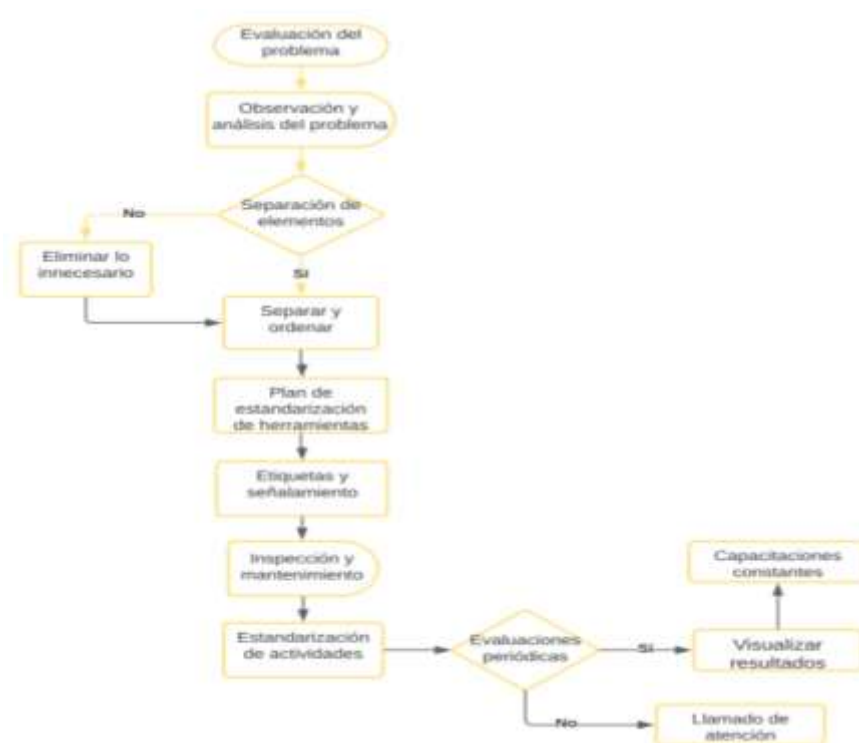 Evaluación del
problema
Observación y
análisis del problema
Separación de
elementos
No
Eliminar lo
innecesario
Si
Separar y
ordenar
Plan de
estandarización
de herramientas
Etiquetas y
señalamiento
Inspección y
mantenimiento
Estandarización
de actividades
Evaluaciones
periódicas
Si
Visualizar
resultados
Capacitaciones
constantes
No
Llamado de
atención